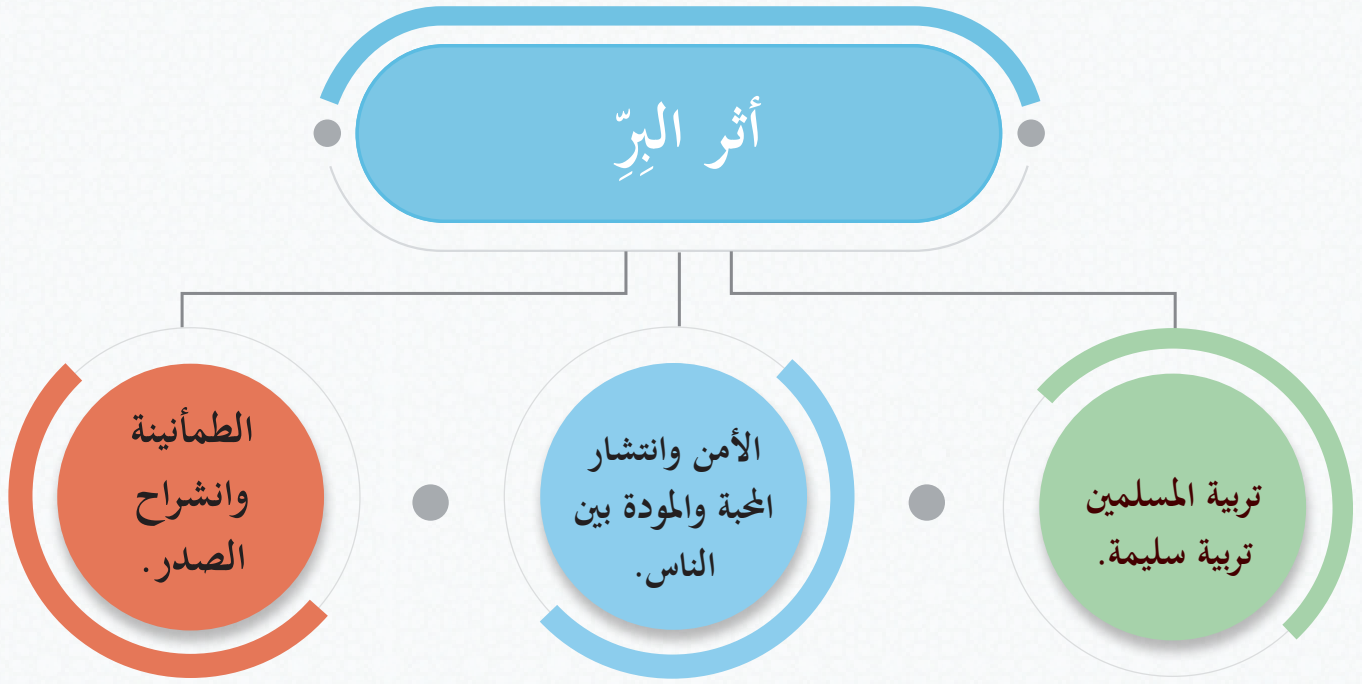 أثر البِرِّ
تربية المسلمين
تربية سليمة.
الأمن وانتشار
المحبة والمودة بين
الناس.
الطمأنينة
وانشراح
الصدر.